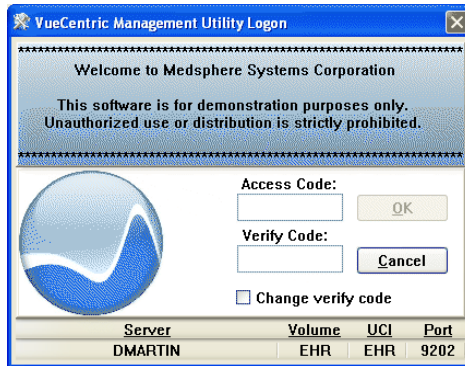 VueCentric Management Utility Logon
****************************************************************
Welcome to Medsphere Systems Corporation
This software is for demonstration purposes only.
Unauthorized use or distribution is strictly prohibited.
****************************************************************
Access Code:
OK
Verify Code:
Cancel
Change verify code
Server Volume UCI Port
DMARTIN EHR EHR 9202